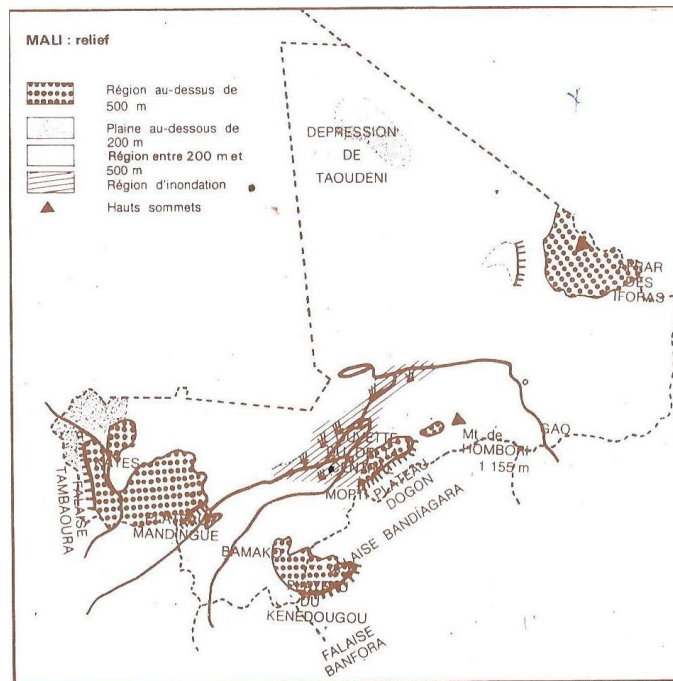 MALI : relief
Région au-dessus de
500 m
Plaine au-dessous de
200 m
Région entre 200 m et
500 m
Région d'inondation
Hauts sommets
DEPRESSION
DE
TAOUDENI
DES
IFORAS
GAO
Mt. de
HOMBORI
1 155 m
PLATEAU
DOGON
FALAISE BANDIAGARA
FALAISE
TAMBAOURA
MANDINGUE
BAMAKO
DU
KENEDOUGOU
FALAISE
BANFORA